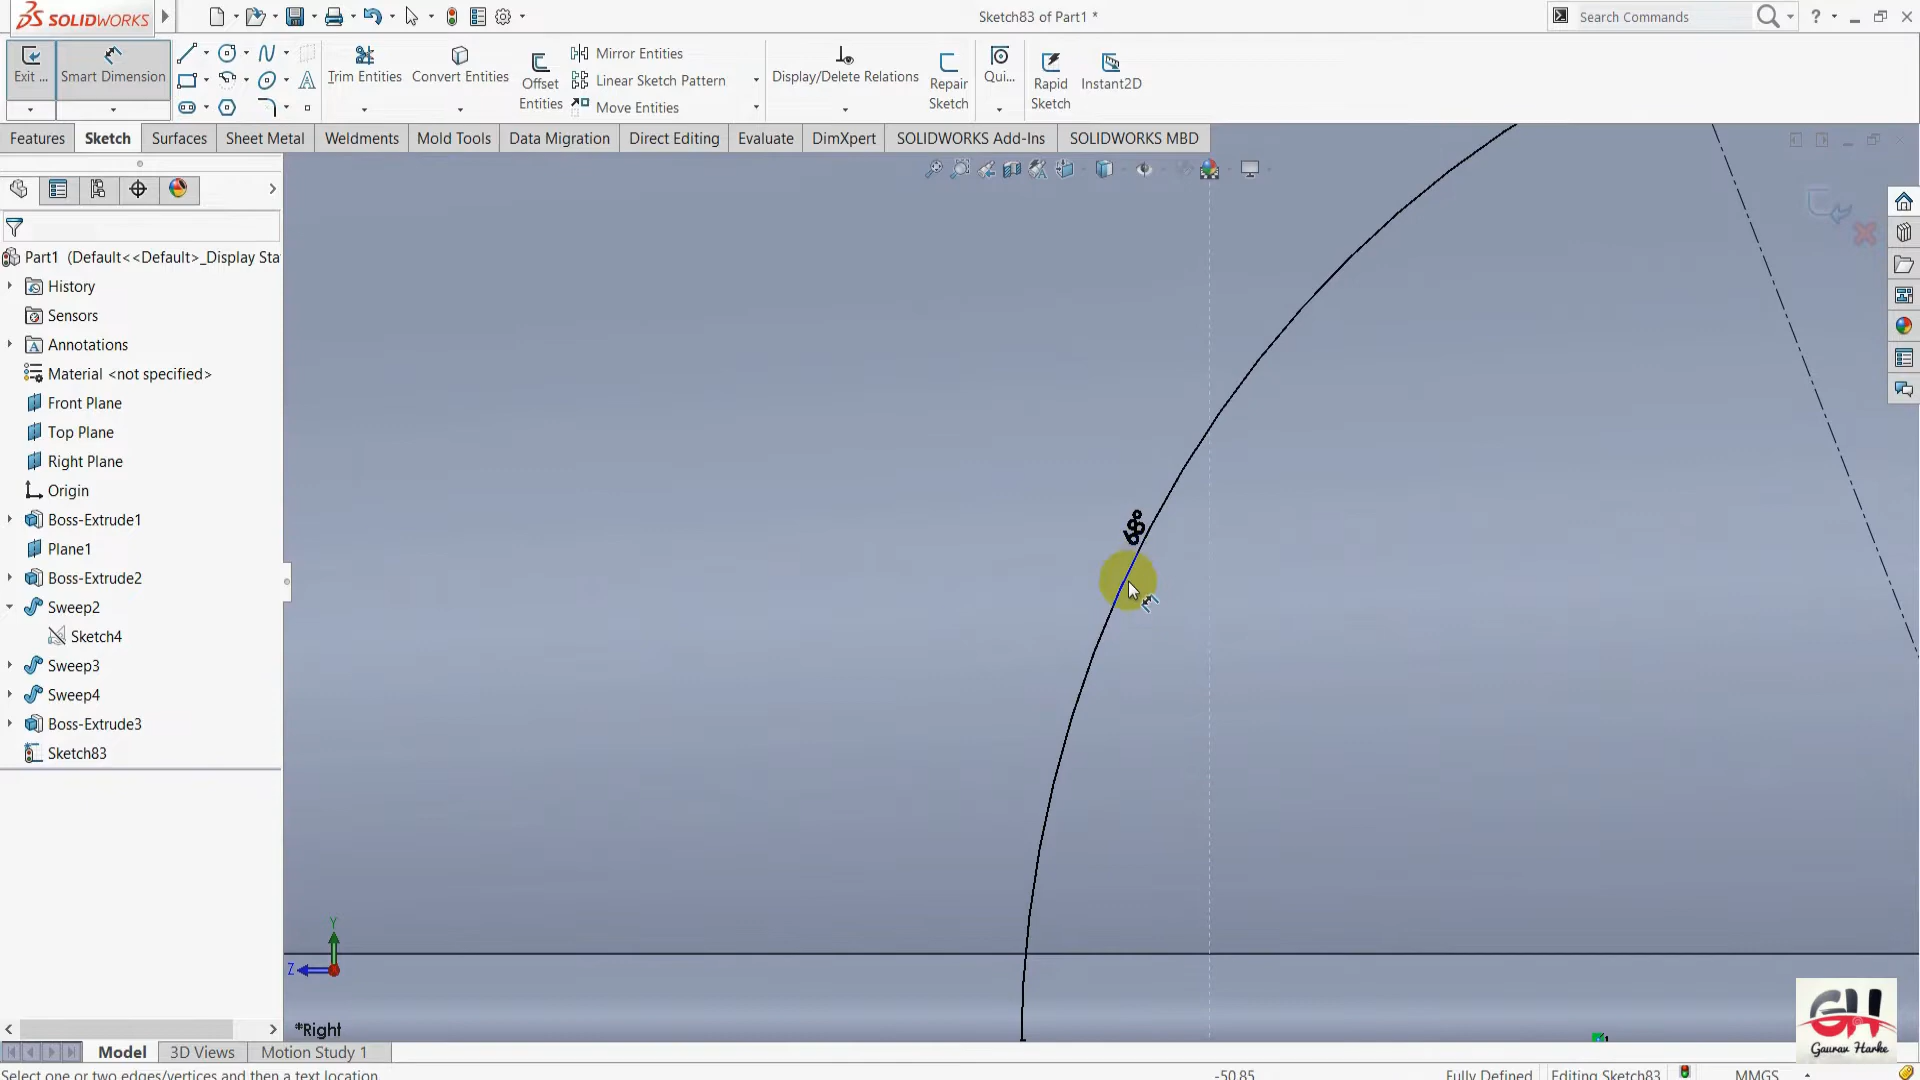 SOLIDWORKS
Sketch83 of Part1 *
Search Commands
?
Exit ...
Smart Dimension
Trim Entities
Convert Entities
Offset Entities
Mirror Entities
Linear Sketch Pattern
Move Entities
Display/Delete Relations
Repair Sketch
Qui...
Rapid Sketch
Instant2D
Features
Sketch
Surfaces
Sheet Metal
Weldments
Mold Tools
Data Migration
Direct Editing
Evaluate
DimXpert
SOLIDWORKS Add-Ins
SOLIDWORKS MBD
Part1 (Default<<Default>_Display Sta
History
Sensors
Annotations
Material <not specified>
Front Plane
Top Plane
Right Plane
Origin
Boss-Extrude1
Plane1
Boss-Extrude2
Sweep2
Sketch4
Sweep3
Sweep4
Boss-Extrude3
Sketch83
Y
Z
*Right
GH
Gaurav Harke
Model
3D Views
Motion Study 1
Select one or two edges/vertices and then a text location.
-50.85
Fully Defined
Editing Sketch83
MMGS